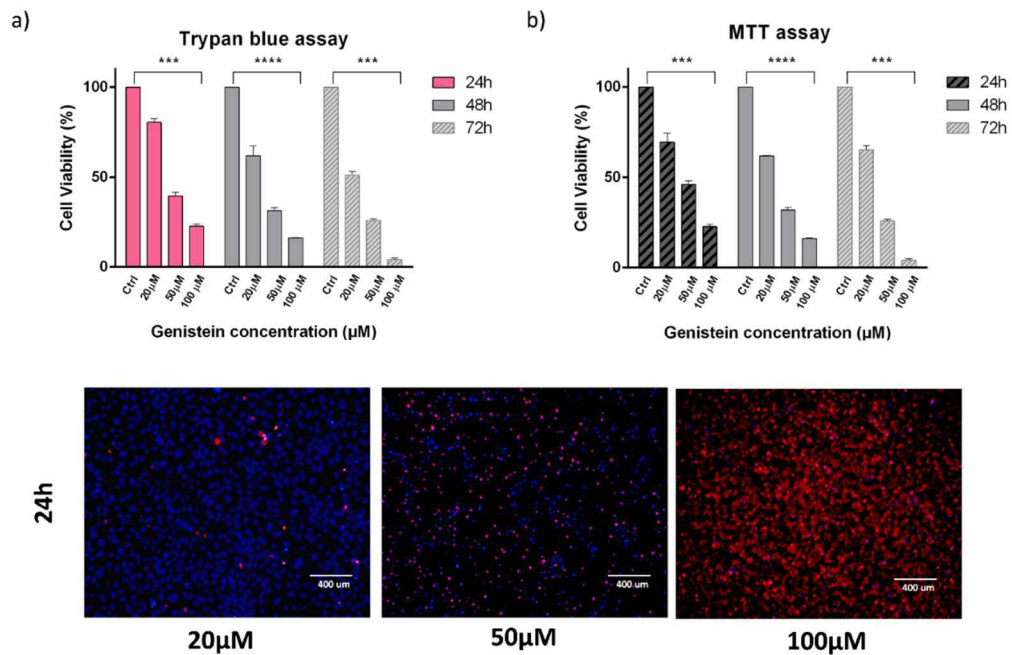 a)
Trypan blue assay
***
****
***
24h
48h
72h
100
50
0
Cell Viability (%)
Ctrl
20µM
50µM
100 µM
Ctrl
20µM
50µM
100 µM
Ctrl
20µM
50µM
100 µM
Genistein concentration (µM)
b)
MTT assay
***
****
***
24h
48h
72h
100
50
0
Cell Viability (%)
Ctrl
20µM
50µM
100 µM
Ctrl
20µM
50µM
100 µM
Ctrl
20µM
50µM
100 µM
Genistein concentration (µM)
24h
400 um
400 um
400 um
20µM
50µM
100µM